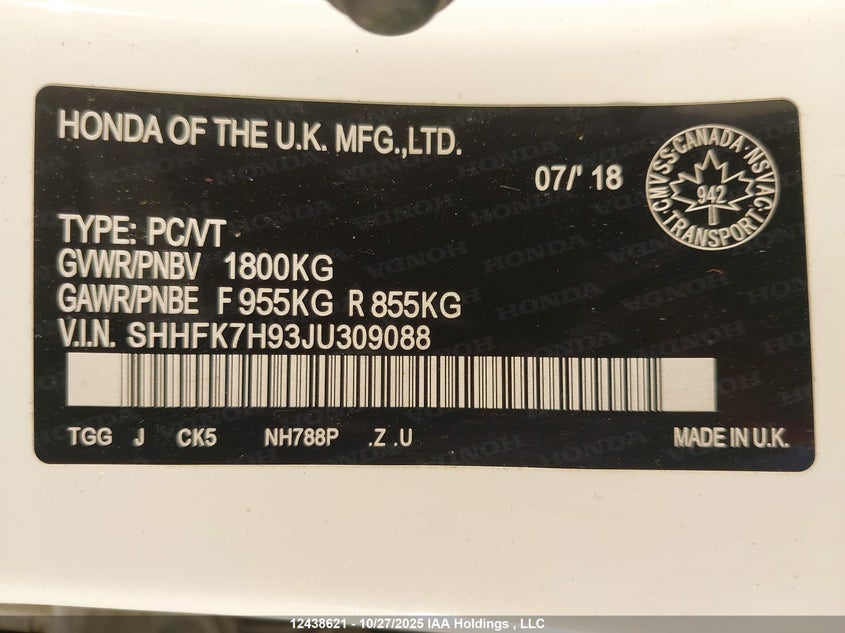 HONDA OF THE U.K. MFG.,LTD.
07/' 18
CMVSS·CANADA·NSVAC
942
TRANSPORT
TYPE: PC/VT
GVWR/PNBV 1800KG
GAWR/PNBE F 955KG R 855KG
V.I.N. SHHFK7H93JU309088
TGG J CK5 NH788P .Z .U MADE IN U.K.
12438621 - 10/27/2025 IAA Holdings , LLC